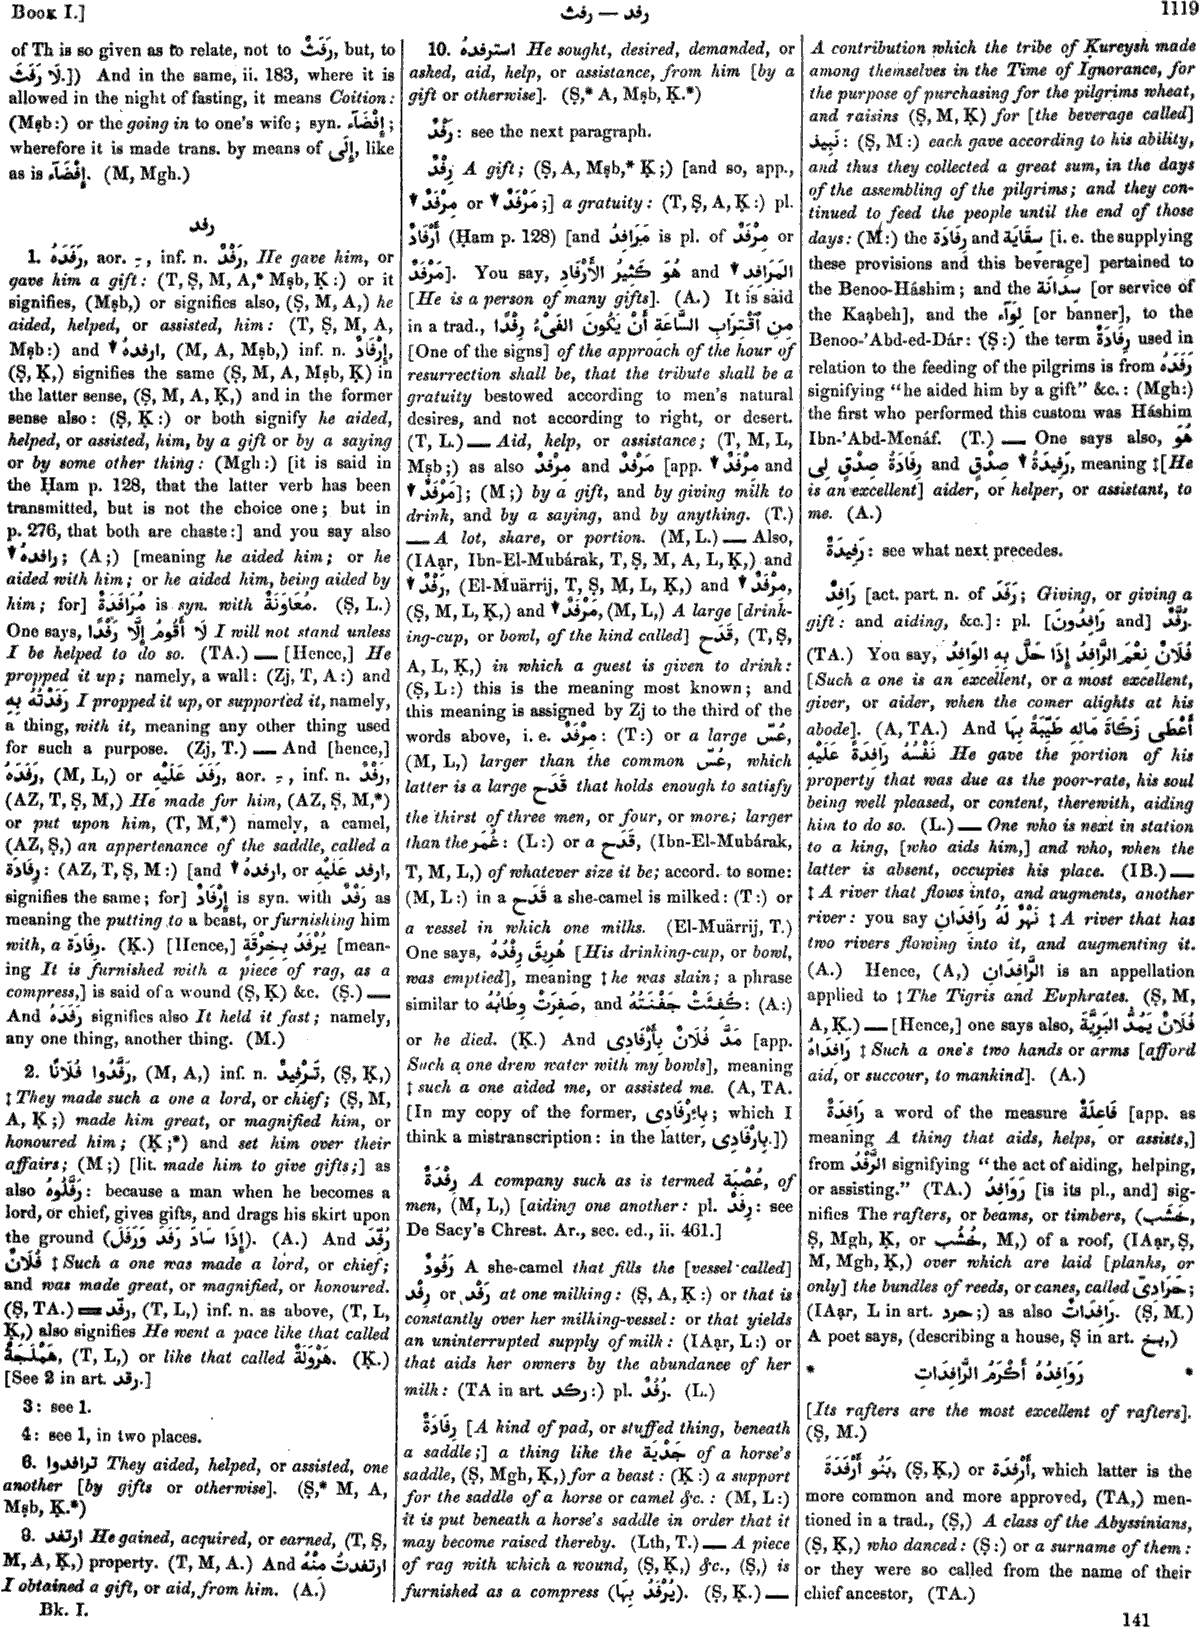 Book I.]
رفث — رفد
1119
of Th is so given as to relate, not to رَفَثٌ, but, to
لَا رَفَثَ.]) And in the same, ii. 183, where it is
allowed in the night of fasting, it means Coition:
(Mṣb:) or the going in to one's wife; syn. إِفْضَآءٌ;
wherefore it is made trans. by means of إِلَى, like
as is إِفْضَآءٌ. (M, Mgh.)
رفد
1. رَفَدَهُ, aor. ـِ, inf. n. رَفْدٌ, He gave him, or
gave him a gift: (T, Ṣ, M, A,* Mṣb, Ḳ:) or it
signifies, (Mṣb,) or signifies also, (Ṣ, M, A,) he
aided, helped, or assisted, him: (T, Ṣ, M, A,
Mṣb:) and ↓ ارفدهُ, (M, A, Mṣb,) inf. n. إِرْفَادٌ,
(Ṣ, Ḳ,) signifies the same (Ṣ, M, A, Mṣb, Ḳ) in
the latter sense, (Ṣ, M, A, Ḳ,) and in the former
sense also: (Ṣ, Ḳ:) or both signify he aided,
helped, or assisted, him, by a gift or by a saying
or by some other thing: (Mgh:) [it is said in
the Ḥam p. 128, that the latter verb has been
transmitted, but is not the choice one; but in
p. 276, that both are chaste:] and you say also
↓ رافدهُ; (A;) [meaning he aided him; or he
aided with him; or he aided him, being aided by
him; for] مُرَافَدَةٌ is syn. with مُعَاوَنَةٌ. (Ṣ, L.)
One says, لَا أَقُومُ إِلَّا رَفْدًا I will not stand unless
I be helped to do so. (TA.) — [Hence,] He
propped it up; namely, a wall: (Zj, T, A:) and
رَفَدْتُهُ بِهِ I propped it up, or supported it, namely,
a thing, with it, meaning any other thing used
for such a purpose. (Zj, T.) — And [hence,]
رَفَدَهُ, (M, L,) or رَفَدَ عَلَيْهِ, aor. ـِ, inf. n. رَفْدٌ,
(AZ, T, Ṣ, M,) He made for him, (AZ, Ṣ, M,*)
or put upon him, (T, M,*) namely, a camel,
(AZ, Ṣ,) an appertenance of the saddle, called a
رِفَادَة: (AZ, T, Ṣ, M:) [and ↓ ارفدهُ, or ارفد عَلَيْهِ,
signifies the same; for] إِرْفَادٌ is syn. with رَفْدٌ as
meaning the putting to a beast, or furnishing him
with, a رِفَادَة. (Ḳ.) [Hence,] يُرْفَدُ بِخِرْقَةٍ [mean-
ing It is furnished with a piece of rag, as a
compress,] is said of a wound (Ṣ, Ḳ) &c. (Ṣ.) —
And رَفَدَهُ signifies also It held it fast; namely,
any one thing, another thing. (M.)
2. رَفَّدُوا فُلَانًا, (M, A,) inf. n. تَرْفِيدٌ, (Ṣ, Ḳ,)
‡ They made such a one a lord, or chief; (Ṣ, M,
A, Ḳ;) made him great, or magnified him, or
honoured him; (Ḳ;*) and set him over their
affairs; (M;) [lit. made him to give gifts;] as
also رَفَّلُوهُ: because a man when he becomes a
lord, or chief, gives gifts, and drags his skirt upon
the ground (إِذَا سَادَ رَفَدَ وَرَفَلَ). (A.) And رُفِّدَ
فُلَانٌ ‡ Such a one was made a lord, or chief;
and was made great, or magnified, or honoured.
(Ṣ, TA.) = رفّد, (T, L,) inf. n. as above, (T, L,
Ḳ,) also signifies He went a pace like that called
هَمْلَجَةٌ, (T, L,) or like that called هَرْوَلَةٌ. (Ḳ.)
[See 2 in art. رقد.]
3: see 1.
4: see 1, in two places.
6. ترافدوا They aided, helped, or assisted, one
another [by gifts or otherwise]. (Ṣ,* M, A,
Mṣb, Ḳ.*)
8. ارتفد He gained, acquired, or earned, (T, Ṣ,
M, A, Ḳ,) property. (T, M, A.) And ارتفدتُ مِنْهُ
I obtained a gift, or aid, from him. (A.)
Bk. I.
10. استرفدهُ He sought, desired, demanded, or
asked, aid, help, or assistance, from him [by a
gift or otherwise]. (Ṣ,* A, Mṣb, Ḳ.*)
رَفْدٌ: see the next paragraph.
رِفْدٌ A gift; (Ṣ, A, Mṣb,* Ḳ;) [and so, app.,
↓ مِرْفَدٌ or ↓ مَرْفَدٌ;] a gratuity: (T, Ṣ, A, Ḳ:) pl.
أَرْفَادٌ (Ḥam p. 128) [and مَرَافِدُ is pl. of مِرْفَدٌ or
مَرْفَدٌ]. You say, هُوَ كَثِيرُ الأَرْفَادِ and ↓ المَرَافِدِ
[He is a person of many gifts]. (A.) It is said
in a trad., مِنِ ٱقْتِرَابِ السَّاعَةِ أَنْ يَكُونَ الفَىْءُ رِفْدًا
[One of the signs] of the approach of the hour of
resurrection shall be, that the tribute shall be a
gratuity bestowed according to men's natural
desires, and not according to right, or desert.
(T, L.) — Aid, help, or assistance; (T, M, L,
Mṣb;) as also مِرْفَدٌ and مَرْفَدٌ [app. ↓ مِرْفَدٌ and
↓ مَرْفَدٌ]; (M;) by a gift, and by giving milk to
drink, and by a saying, and by anything. (T.)
— A lot, share, or portion. (M, L.) — Also,
(IAạr, Ibn-El-Mubárak, T, Ṣ, M, A, L, Ḳ,) and
↓ رَفْدٌ, (El-Muärrij, T, Ṣ, M, L, Ḳ,) and ↓ مِرْفَدٌ,
(Ṣ, M, L, Ḳ,) and ↓ مَرْفَدٌ, (M, L,) A large [drink-
ing-cup, or bowl, of the kind called] قَدَح, (T, Ṣ,
A, L, Ḳ,) in which a guest is given to drink:
(Ṣ, L:) this is the meaning most known; and
this meaning is assigned by Zj to the third of the
words above, i. e. مِرْفَدٌ: (T:) or a large عُسّ,
(M, L,) larger than the common عُسّ, which
latter is a large قَدَح that holds enough to satisfy
the thirst of three men, or four, or more; larger
than the غُمَر: (L:) or a قَدَح, (Ibn-El-Mubárak,
T, M, L,) of whatever size it be; accord. to some:
(M, L:) in a قَدَح a she-camel is milked: (T:) or
a vessel in which one milks. (El-Muärrij, T.)
One says, هُرِيقَ رِفْدُهُ [His drinking-cup, or bowl,
was emptied], meaning ‡ he was slain; a phrase
similar to صَفِرَتْ وِطَابُهُ, and كُفِئَتْ جَفْنَتُهُ: (A:)
or he died. (Ḳ.) And مَدَّ فُلَانٌ بِأَرْفَادِى [app.
Such a one drew water with my bowls], meaning
‡ such a one aided me, or assisted me. (A, TA.
[In my copy of the former, بِإِرْفَادِى; which I
think a mistranscription: in the latter, بِارْفَادِى.])
رِفْدَةٌ A company such as is termed عُصْبَة, of
men, (M, L,) [aiding one another: pl. رِفَدٌ: see
De Sacy's Chrest. Ar., sec. ed., ii. 461.]
رَفُودٌ A she-camel that fills the [vessel called]
رِفْد or رَفْد at one milking: (Ṣ, A, Ḳ:) or that is
constantly over her milking-vessel: or that yields
an uninterrupted supply of milk: (IAạr, L:) or
that aids her owners by the abundance of her
milk: (TA in art. ركد:) pl. رُفُدٌ. (L.)
رِفَادَةٌ [A kind of pad, or stuffed thing, beneath
a saddle;] a thing like the جَدْيَة of a horse's
saddle, (Ṣ, Mgh, Ḳ,) for a beast: (Ḳ:) a support
for the saddle of a horse or camel &c.: (M, L:)
it is put beneath a horse's saddle in order that it
may become raised thereby. (Lth, T.) — A piece
of rag with which a wound, (Ṣ, Ḳ,) &c., (Ṣ,) is
furnished as a compress (يُرْفَدُ بِهَا). (Ṣ, Ḳ.) —
A contribution which the tribe of Kureysh made
among themselves in the Time of Ignorance, for
the purpose of purchasing for the pilgrims wheat,
and raisins (Ṣ, M, Ḳ) for [the beverage called]
نَبِيذ: (Ṣ, M:) each gave according to his ability,
and thus they collected a great sum, in the days
of the assembling of the pilgrims; and they con-
tinued to feed the people until the end of those
days: (M:) the رِفَادَة and سِقَايَة [i. e. the supplying
these provisions and this beverage] pertained to
the Benoo-Háshim; and the سِدَانَة [or service of
the Kaạbeh], and the لِوَآء [or banner], to the
Benoo-'Abd-ed-Dár: (Ṣ:) the term رِفَادَةٌ used in
relation to the feeding of the pilgrims is from رَفَدَهُ
signifying "he aided him by a gift" &c.: (Mgh:)
the first who performed this custom was Háshim
Ibn-'Abd-Menáf. (T.) — One says also, هُوَ
رِفَادَةُ صِدْقٍ لِى and ↓ رَفِيدَةُ صِدْقٍ, meaning ‡ [He
is an excellent] aider, or helper, or assistant, to
me. (A.)
رَفِيدَةٌ: see what next precedes.
رَافِدٌ [act. part. n. of رَفَدَ; Giving, or giving a
gift: and aiding, &c.]: pl. [رَافِدُونَ and] رُفَّدٌ.
(TA.) You say, فُلَانٌ نِعْمَ الرَّافِدُ إِذَا حَلَّ بِهِ الوَافِدُ
[Such a one is an excellent, or a most excellent,
giver, or aider, when the comer alights at his
abode]. (A, TA.) And أَعْطَى زَكَاةَ مَالِهِ طَيِّبَةً بِهَا
نَفْسُهُ رَافِدَةً عَلَيْهِ He gave the portion of his
property that was due as the poor-rate, his soul
being well pleased, or content, therewith, aiding
him to do so. (L.) — One who is next in station
to a king, [who aids him,] and who, when the
latter is absent, occupies his place. (IB.) —
‡ A river that flows into, and augments, another
river: you say نَهْرٌ لَهُ رَافِدَانِ ‡ A river that has
two rivers flowing into it, and augmenting it.
(A.) Hence, (A,) الرَّافِدَانِ is an appellation
applied to ‡ The Tigris and Euphrates. (Ṣ, M,
A, Ḳ.) — [Hence,] one says also, فُلَانٌ يَمُدُّ البَرِيَّةَ
رَافِدَاهُ ‡ Such a one's two hands or arms [afford
aid, or succour, to mankind]. (A.)
رَافِدَةٌ a word of the measure فَاعِلَةٌ [app. as
meaning A thing that aids, helps, or assists,]
from الرَّفْدُ signifying "the act of aiding, helping,
or assisting." (TA.) رَوَافِدُ [is its pl., and] sig-
nifies The rafters, or beams, or timbers, (خَشَب,
Ṣ, Mgh, Ḳ, or خُشُب, M,) of a roof, (IAạr, Ṣ,
M, Mgh, Ḳ,) over which are laid [planks, or
only] the bundles of reeds, or canes, called حَرَادِىّ;
(IAạr, L in art. حرد;) as also رَافِدَاتٌ. (Ṣ, M.)
A poet says, (describing a house, Ṣ in art. بخ,)
* رَوَافِدُهُ أَكْرَمُ الرَّافِدَاتِ *
[Its rafters are the most excellent of rafters].
(Ṣ, M.)
بَنُو أَرْفَدَةَ, (Ṣ, Ḳ,) or أَرْفِدَة, which latter is the
more common and more approved, (TA,) men-
tioned in a trad., (Ṣ,) A class of the Abyssinians,
(Ṣ, Ḳ,) who danced: (Ṣ:) or a surname of them:
or they were so called from the name of their
chief ancestor, (TA.)
141